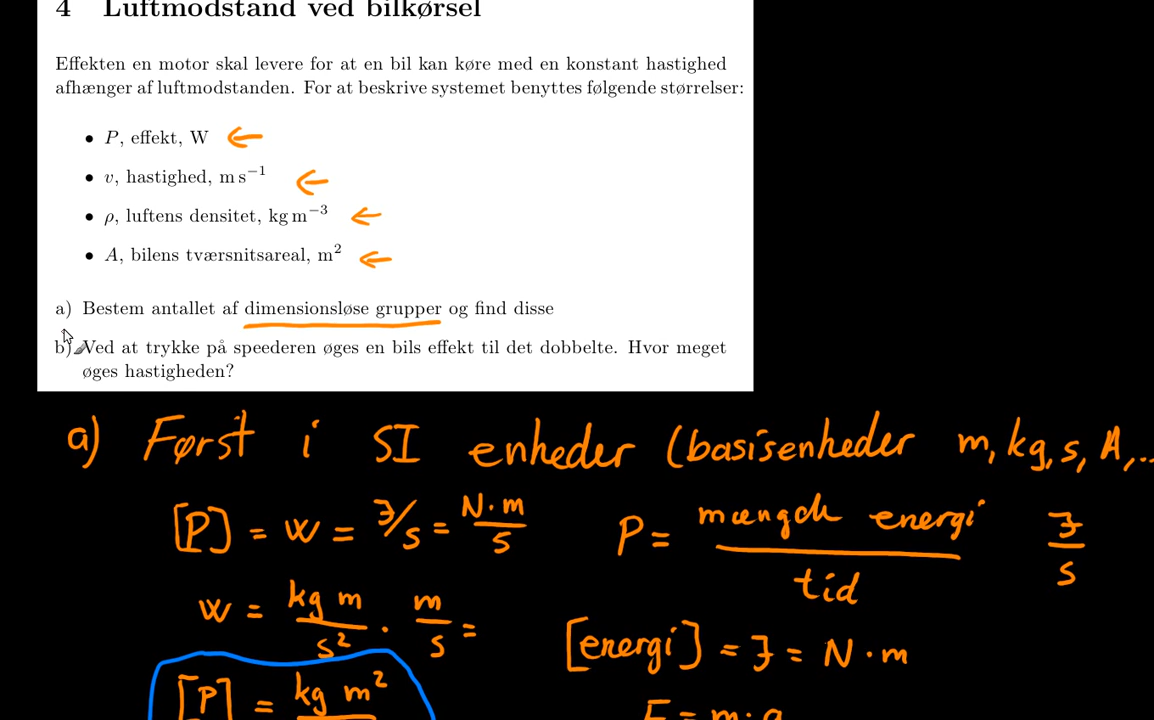 4 Luftmodstand ved bilkørsel
Effekten en motor skal levere for at en bil kan køre med en konstant hastighed
afhænger af luftmodstanden. For at beskrive systemet benyttes følgende størrelser:
• P, effekt, W ←
• v, hastighed, m s⁻¹ ←
• ρ, luftens densitet, kg m⁻³ ←
• A, bilens tværsnitsareal, m² ←
a) Bestem antallet af dimensionsløse grupper og find disse
b) Ved at trykke på speederen øges en bils effekt til det dobbelte. Hvor meget
øges hastigheden?
a) Først i SI enheder (basisenheder m, kg, s, A,..
[P] = W = J/s = N·m/s P = mængde energi/tid J/s
W = kg m/s² · m/s =
[energi] = J = N·m
[P] = kg m²
F = m·a